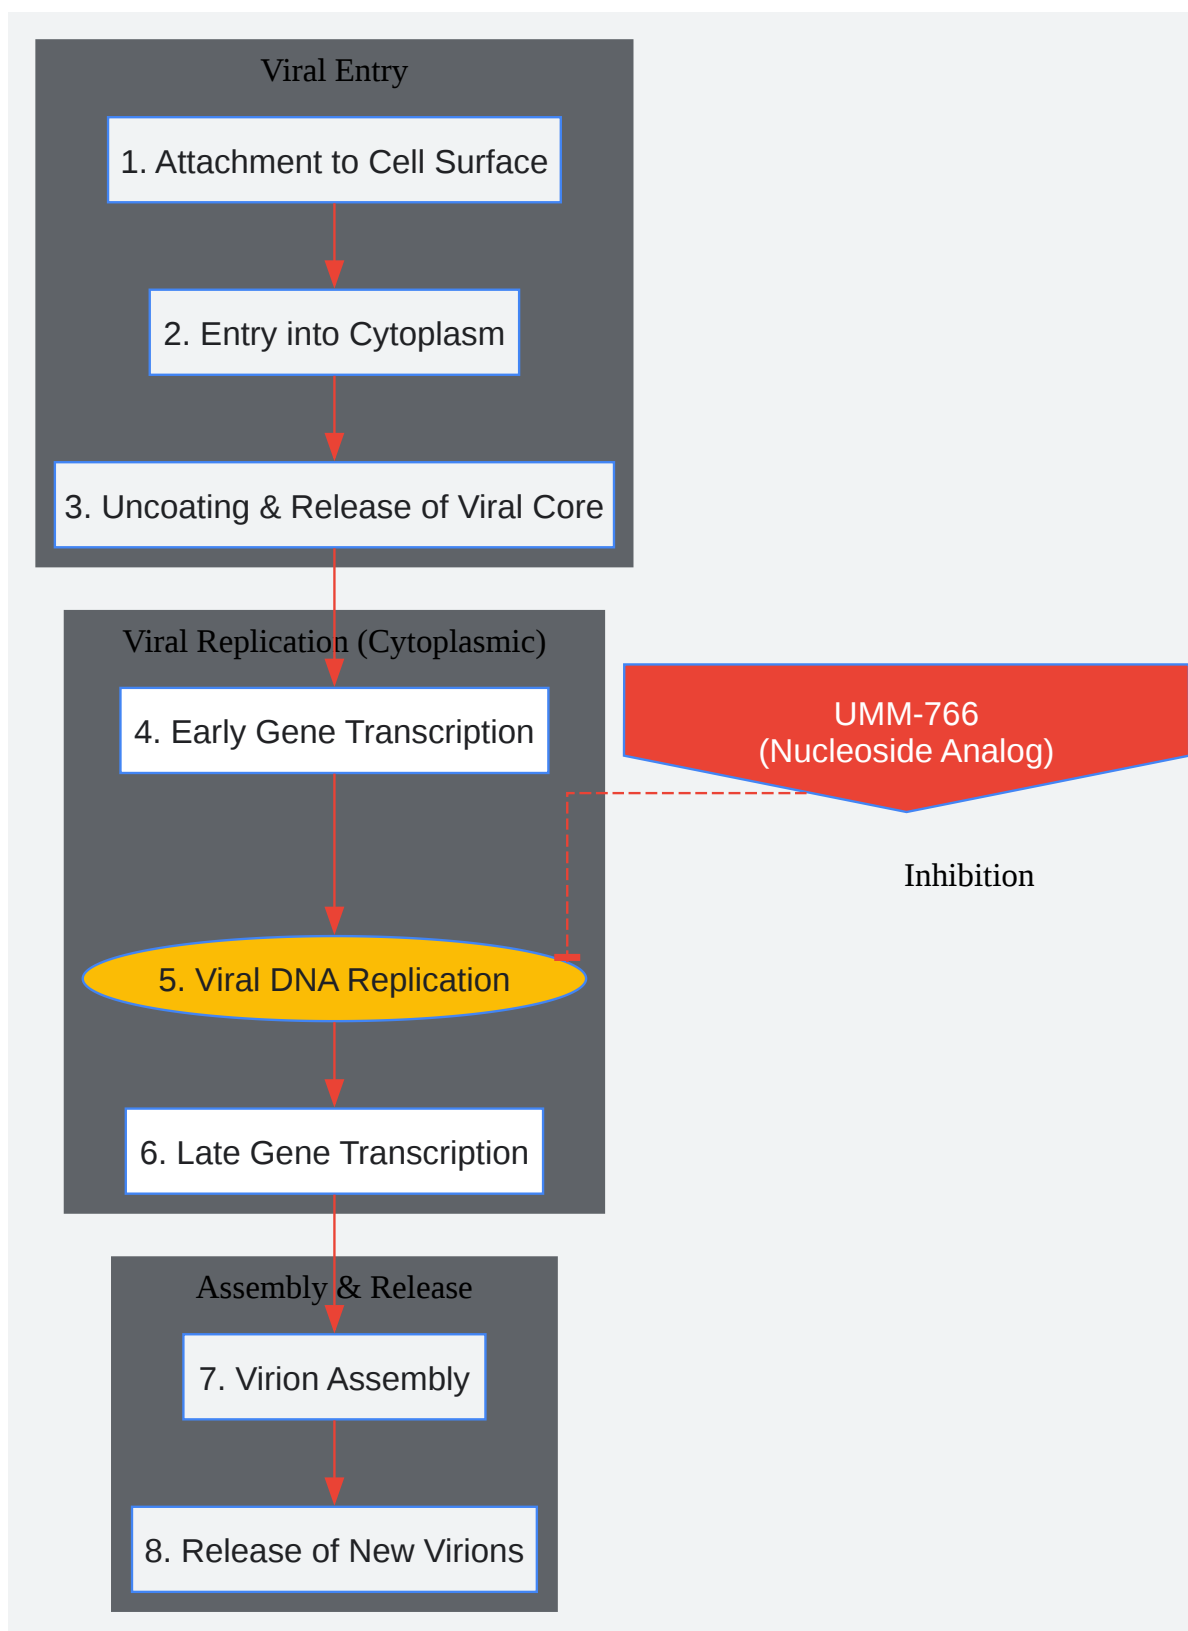 Viral Entry
1. Attachment to Cell Surface
2. Entry into Cytoplasm
3. Uncoating & Release of Viral Core
Viral Replication (Cytoplasmic)
4. Early Gene Transcription
UMM-766
(Nucleoside Analog)
Inhibition
5. Viral DNA Replication
6. Late Gene Transcription
Assembly & Release
7. Virion Assembly
8. Release of New Virions